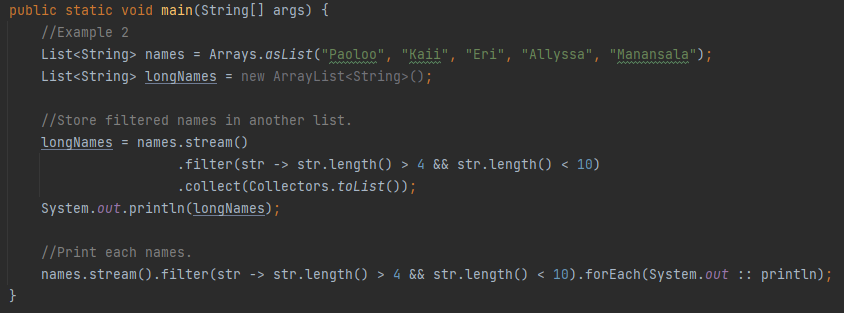 public static void main(String[] args) {
    //Example 2
    List<String> names = Arrays.asList("Paoloo", "Kaii", "Eri", "Allyssa", "Manansala");
    List<String> longNames = new ArrayList<String>();

    //Store filtered names in another list.
    longNames = names.stream()
                    .filter(str -> str.length() > 4 && str.length() < 10)
                    .collect(Collectors.toList());
    System.out.println(longNames);

    //Print each names.
    names.stream().filter(str -> str.length() > 4 && str.length() < 10).forEach(System.out :: println);
}